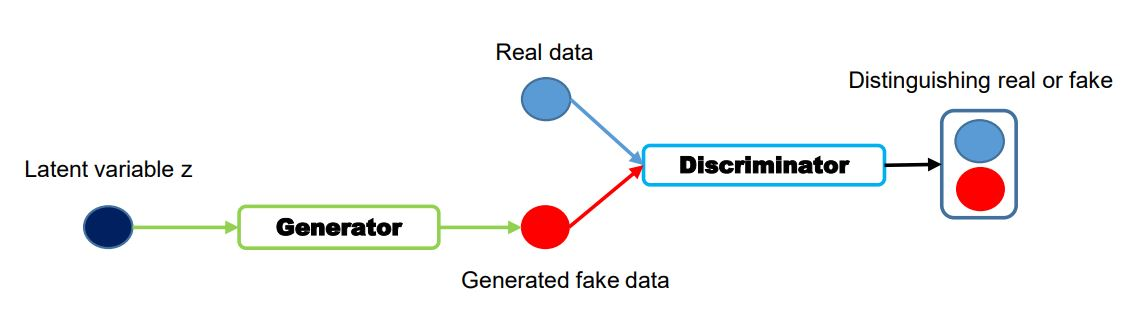 Real data
Distinguishing real or fake
Latent variable z
Discriminator
Generator
Generated fake data